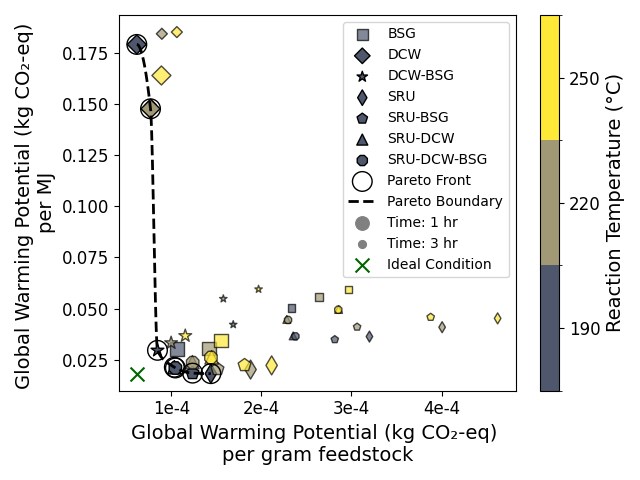 Global Warming Potential (kg CO₂-eq)
per MJ
0.175
0.150
0.125
0.100
0.075
0.050
0.025
1e-4
2e-4
3e-4
4e-4
Global Warming Potential (kg CO₂-eq)
per gram feedstock
BSG
DCW
DCW-BSG
SRU
SRU-BSG
SRU-DCW
SRU-DCW-BSG
Pareto Front
Pareto Boundary
Time: 1 hr
Time: 3 hr
Ideal Condition
250
220
190
Reaction Temperature (°C)